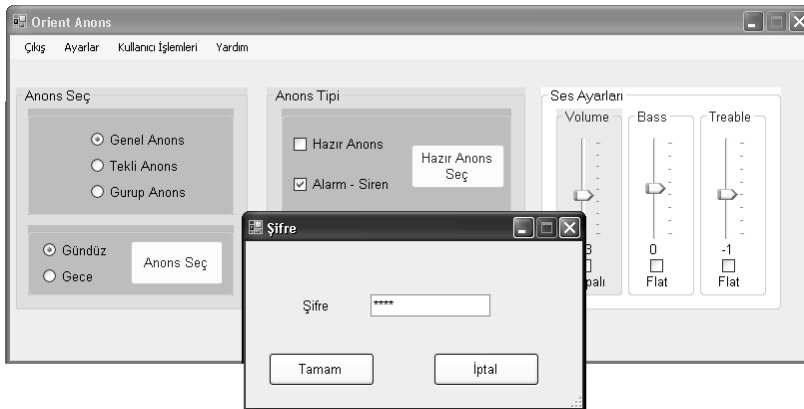 Orient Anons
Çıkış Ayarlar Kullanıcı İşlemleri Yardım
Anons Seç
Genel Anons
Tekli Anons
Gurup Anons
Gündüz
Gece
Anons Seç
Anons Tipi
Hazır Anons
Alarm - Siren
Hazır Anons
Seç
Ses Ayarları
Volume Bass Treable
0 -1
Flat Flat
Şifre
Şifre ****
Tamam İptal